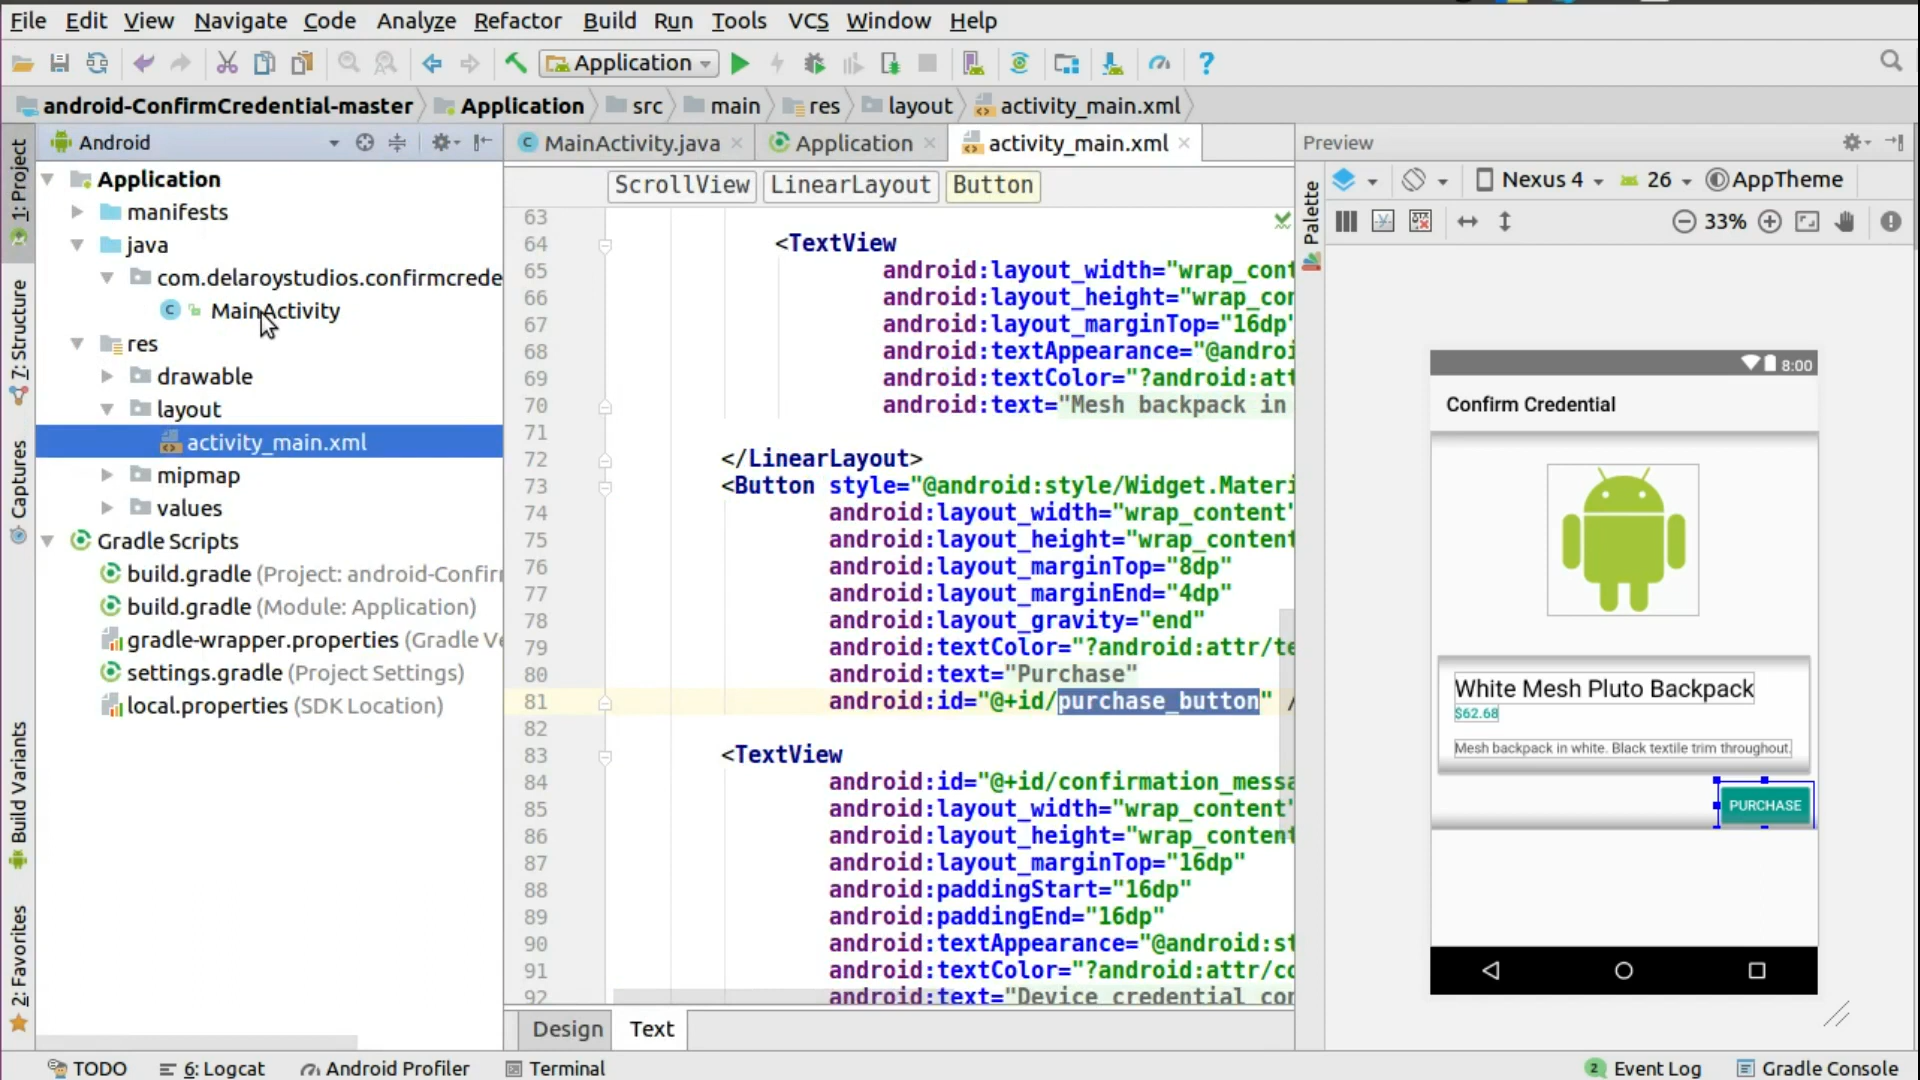 File Edit View Navigate Code Analyze Refactor Build Run Tools VCS Window Help
Application
android-ConfirmCredential-master Application src main res layout activity_main.xml
Android
MainActivity.java Application activity_main.xml
Preview
1: Project
7: Structure
Captures
Build Variants
2: Favorites
Application
manifests
java
com.delaroystudios.confirmcrede
MainActivity
res
drawable
layout
activity_main.xml
mipmap
values
Gradle Scripts
build.gradle (Project: android-Confir
build.gradle (Module: Application)
gradle-wrapper.properties (Gradle Ve
settings.gradle (Project Settings)
local.properties (SDK Location)
ScrollView LinearLayout Button
63
64 <TextView
65 android:layout_width="wrap_cont
66 android:layout_height="wrap_con
67 android:layout_marginTop="16dp"
68 android:textAppearance="@androi
69 android:textColor="?android:att
70 android:text="Mesh backpack in
71
72 </LinearLayout>
73 <Button style="@android:style/Widget.Materi
74 android:layout_width="wrap_content"
75 android:layout_height="wrap_content
76 android:layout_marginTop="8dp"
77 android:layout_marginEnd="4dp"
78 android:layout_gravity="end"
79 android:textColor="?android:attr/te
80 android:text="Purchase"
81 android:id="@+id/purchase_button" /
82
83 <TextView
84 android:id="@+id/confirmation_messa
85 android:layout_width="wrap_content"
86 android:layout_height="wrap_content
87 android:layout_marginTop="16dp"
88 android:paddingStart="16dp"
89 android:paddingEnd="16dp"
90 android:textAppearance="@android:st
91 android:textColor="?android:attr/co
92 android:text="Device credential con
Design Text
Palette
Nexus 4 26 AppTheme
33%
8:00
Confirm Credential
White Mesh Pluto Backpack
$62.68
Mesh backpack in white. Black textile trim throughout.
PURCHASE
TODO 6: Logcat Android Profiler Terminal 2 Event Log Gradle Console